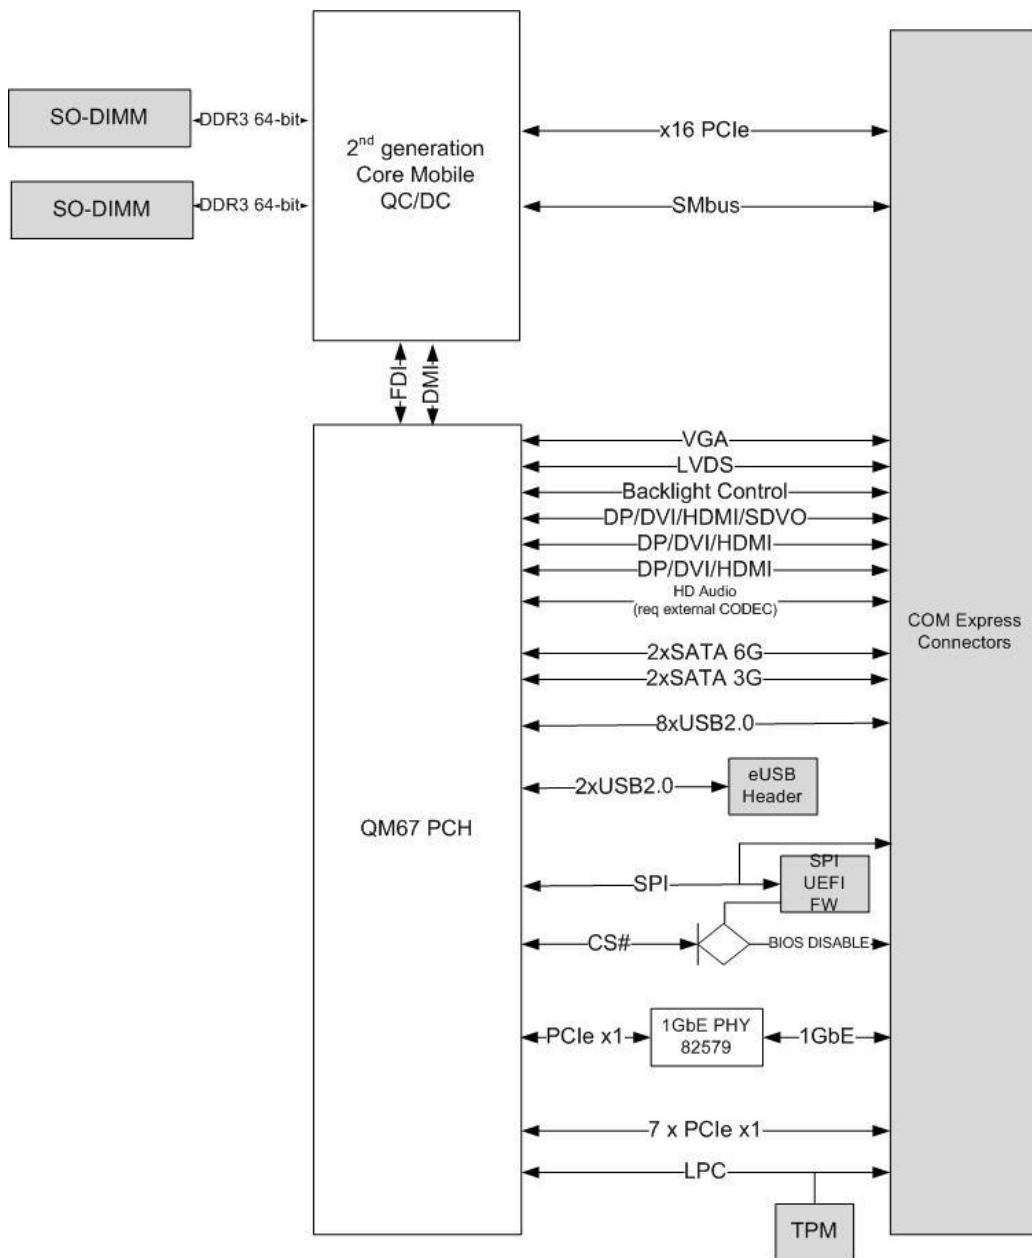 SO-DIMM
DDR3 64-bit
SO-DIMM
DDR3 64-bit
2nd generation
Core Mobile
QC/DC
x16 PCIe
SMbus
FDI
DMI
VGA
LVDS
Backlight Control
DP/DVI/HDMI/SDVO
DP/DVI/HDMI
DP/DVI/HDMI
HD Audio
(req external CODEC)
COM Express
Connectors
2xSATA 6G
2xSATA 3G
8xUSB2.0
2xUSB2.0
eUSB
Header
QM67 PCH
SPI
SPI
UEFI
FW
CS#
BIOS DISABLE
PCIe x1
1GbE PHY
82579
1GbE
7 x PCIe x1
LPC
TPM